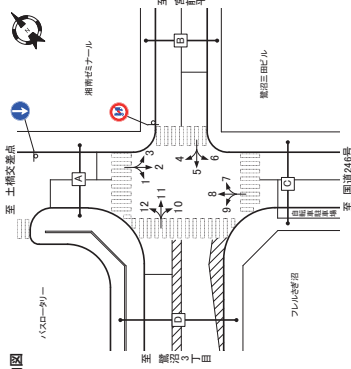 至 土橋交差点
湘南ゼミナール
バスロータリー
A
B
C
D
1
2
3
4
5
6
7
8
9
10
11
12
鷺沼三田ビル
フレルさぎ沼
自転車駐車場
至 鷺沼3丁目
至 国道246号